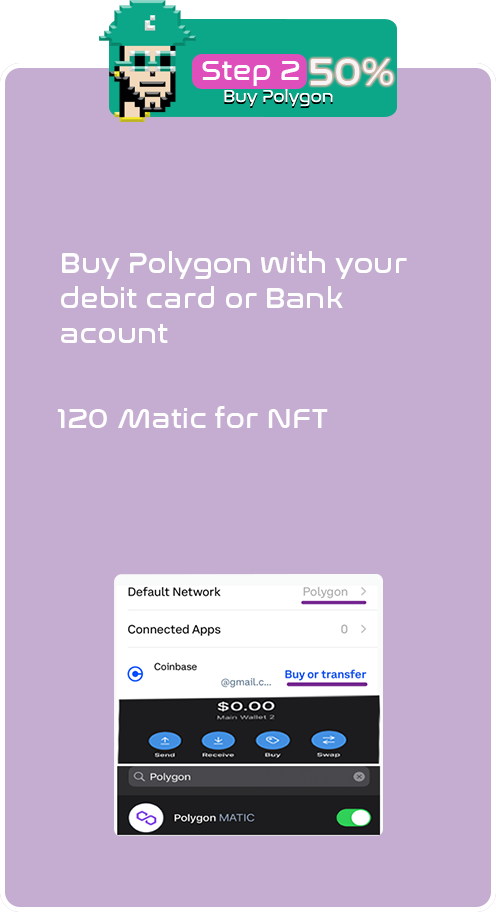 Step 2 50%
Buy Polygon
Buy Polygon with your
debit card or Bank
acount
120 Matic for NFT
Default Network Polygon
Connected Apps 0
Coinbase
@gmail.c... Buy or transfer
$0.00
Main Wallet 2
Send Receive Buy Swap
Polygon
Polygon MATIC